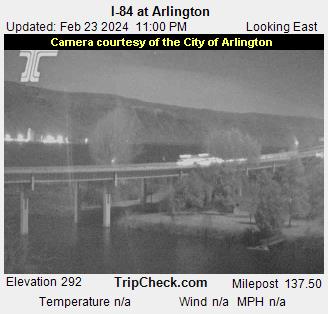 I-84 at Arlington
Updated: Feb 23 2024 11:00 PM Looking East
Camera courtesy of the City of Arlington
Elevation 292 TripCheck.com Milepost 137.50
Temperature n/a Wind n/a MPH n/a